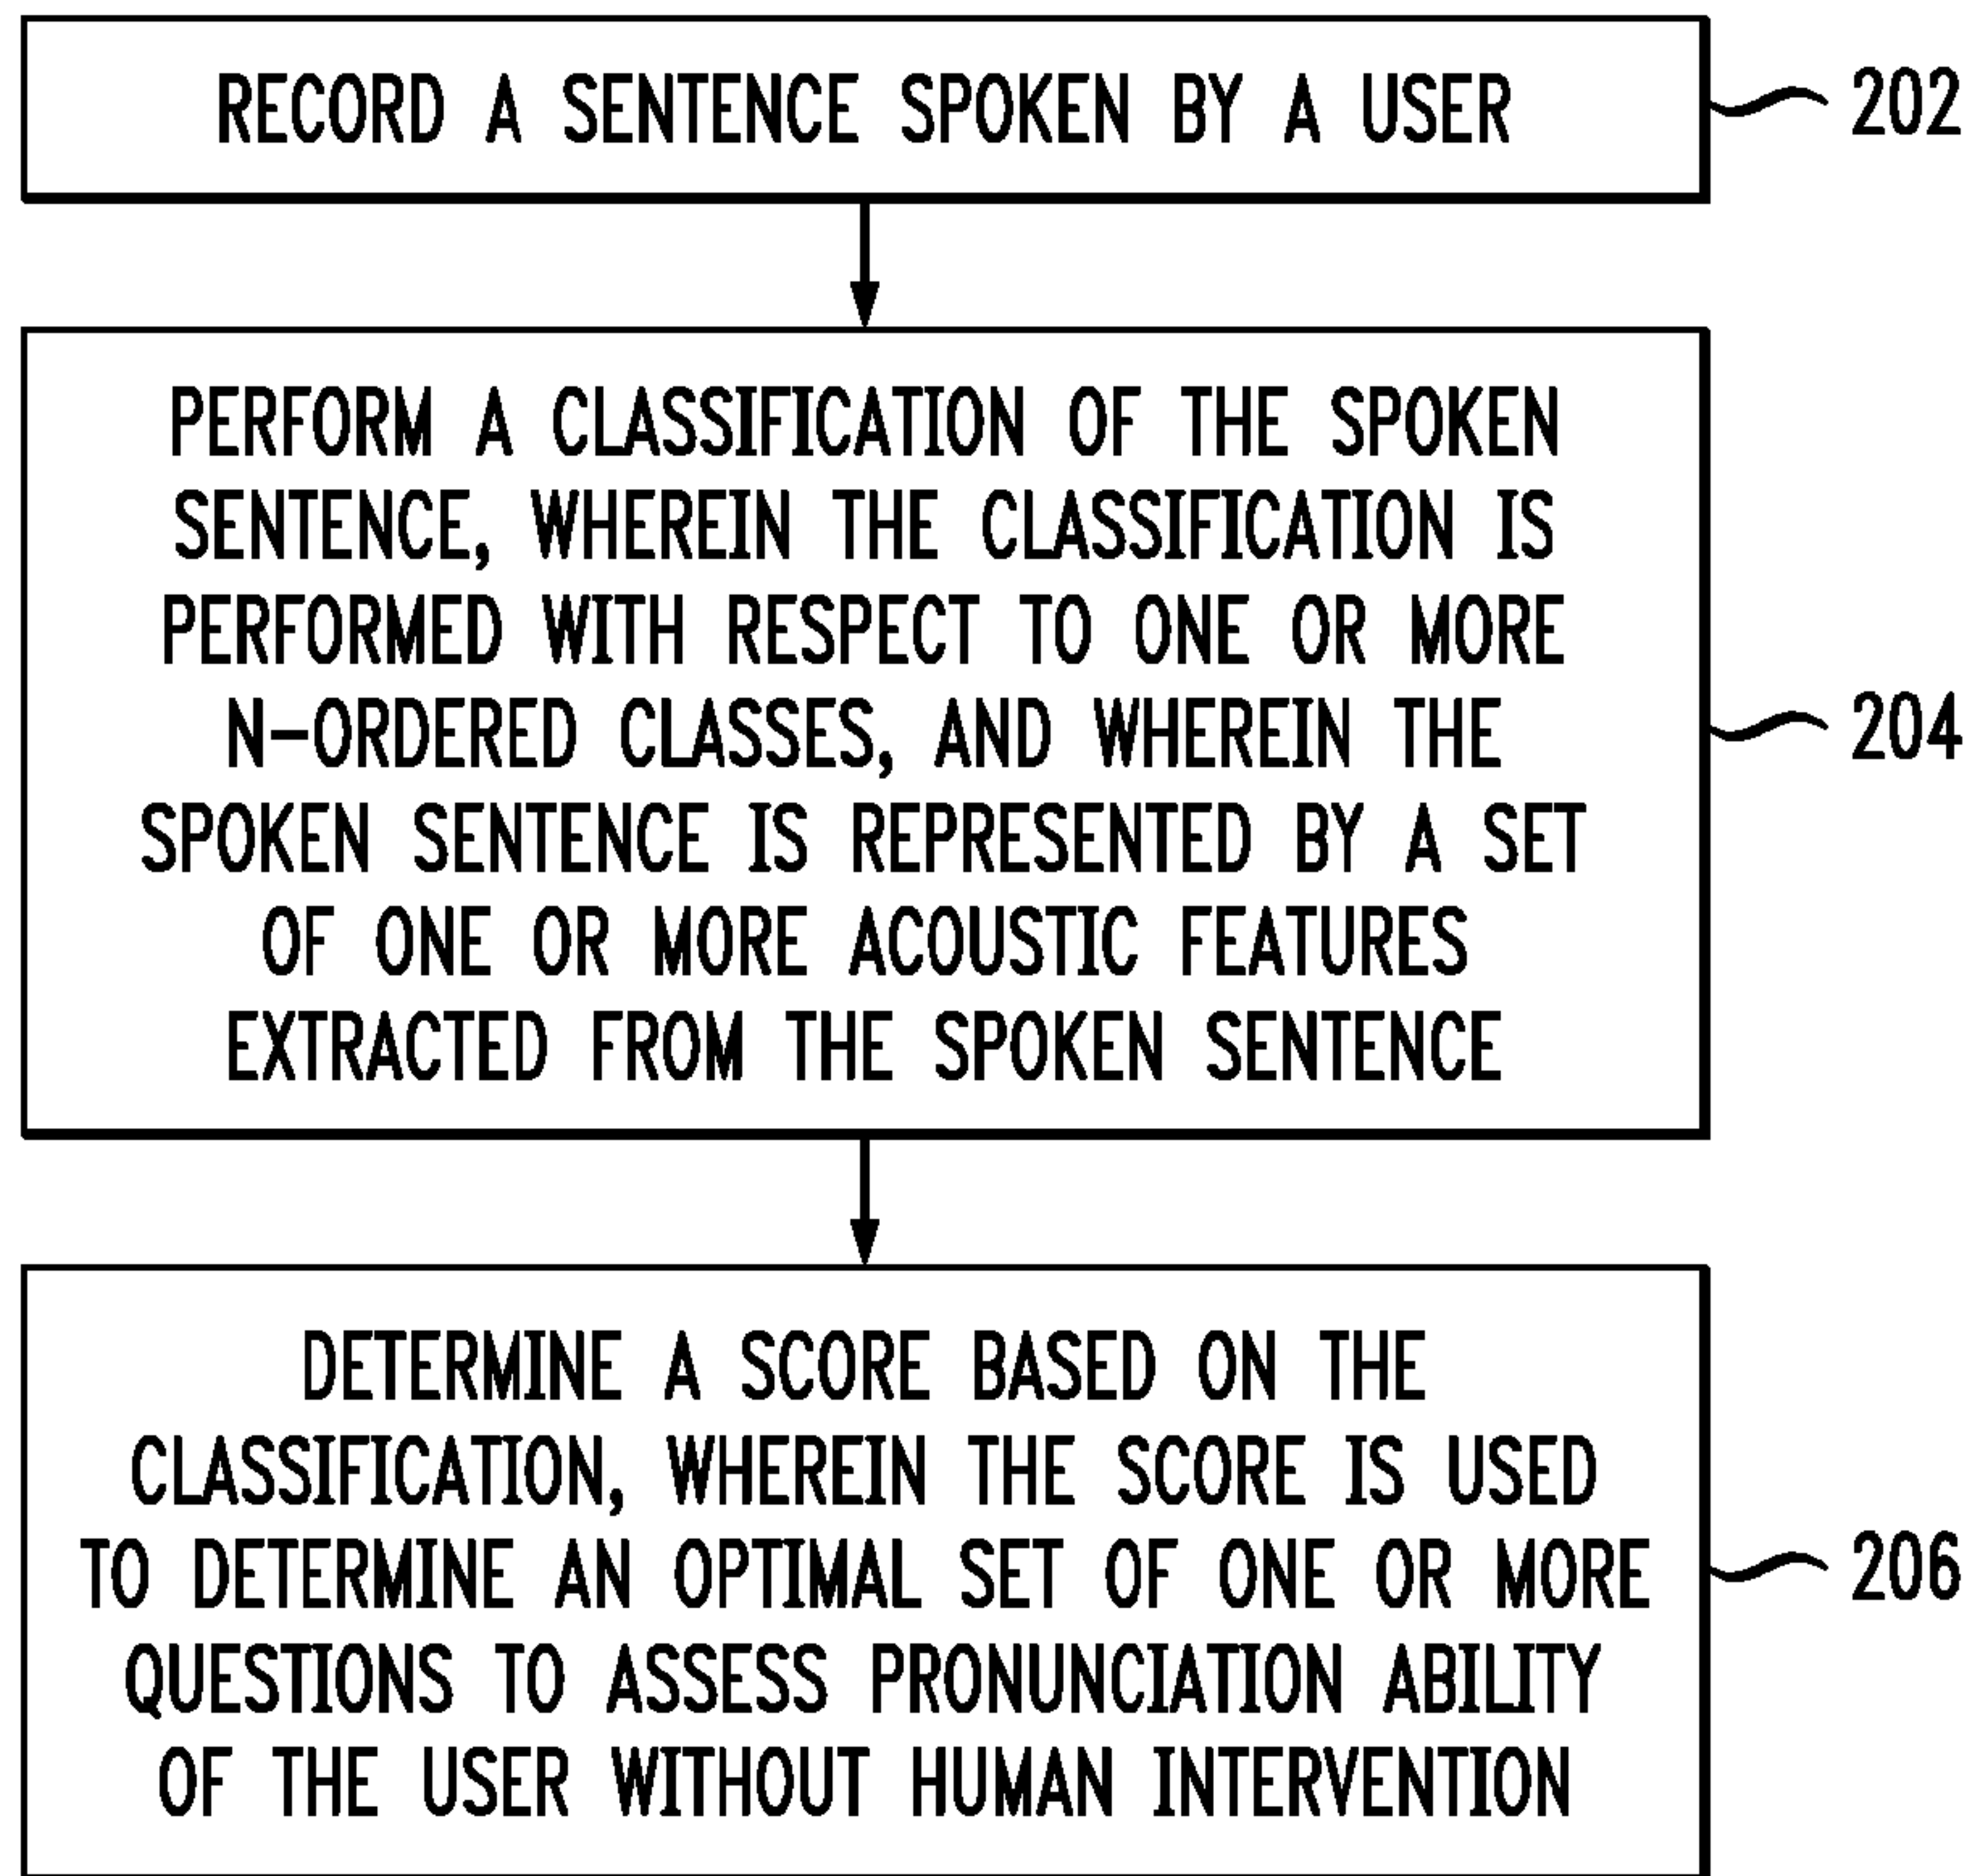 RECORD A SENTENCE SPOKEN BY A USER
202
PERFORM A CLASSIFICATION OF THE SPOKEN
SENTENCE, WHEREIN THE CLASSIFICATION IS
PERFORMED WITH RESPECT TO ONE OR MORE
N-ORDERED CLASSES, AND WHEREIN THE
SPOKEN SENTENCE IS REPRESENTED BY A SET
OF ONE OR MORE ACOUSTIC FEATURES
EXTRACTED FROM THE SPOKEN SENTENCE
204
DETERMINE A SCORE BASED ON THE
CLASSIFICATION, WHEREIN THE SCORE IS USED
TO DETERMINE AN OPTIMAL SET OF ONE OR MORE
QUESTIONS TO ASSESS PRONUNCIATION ABILITY
OF THE USER WITHOUT HUMAN INTERVENTION
206